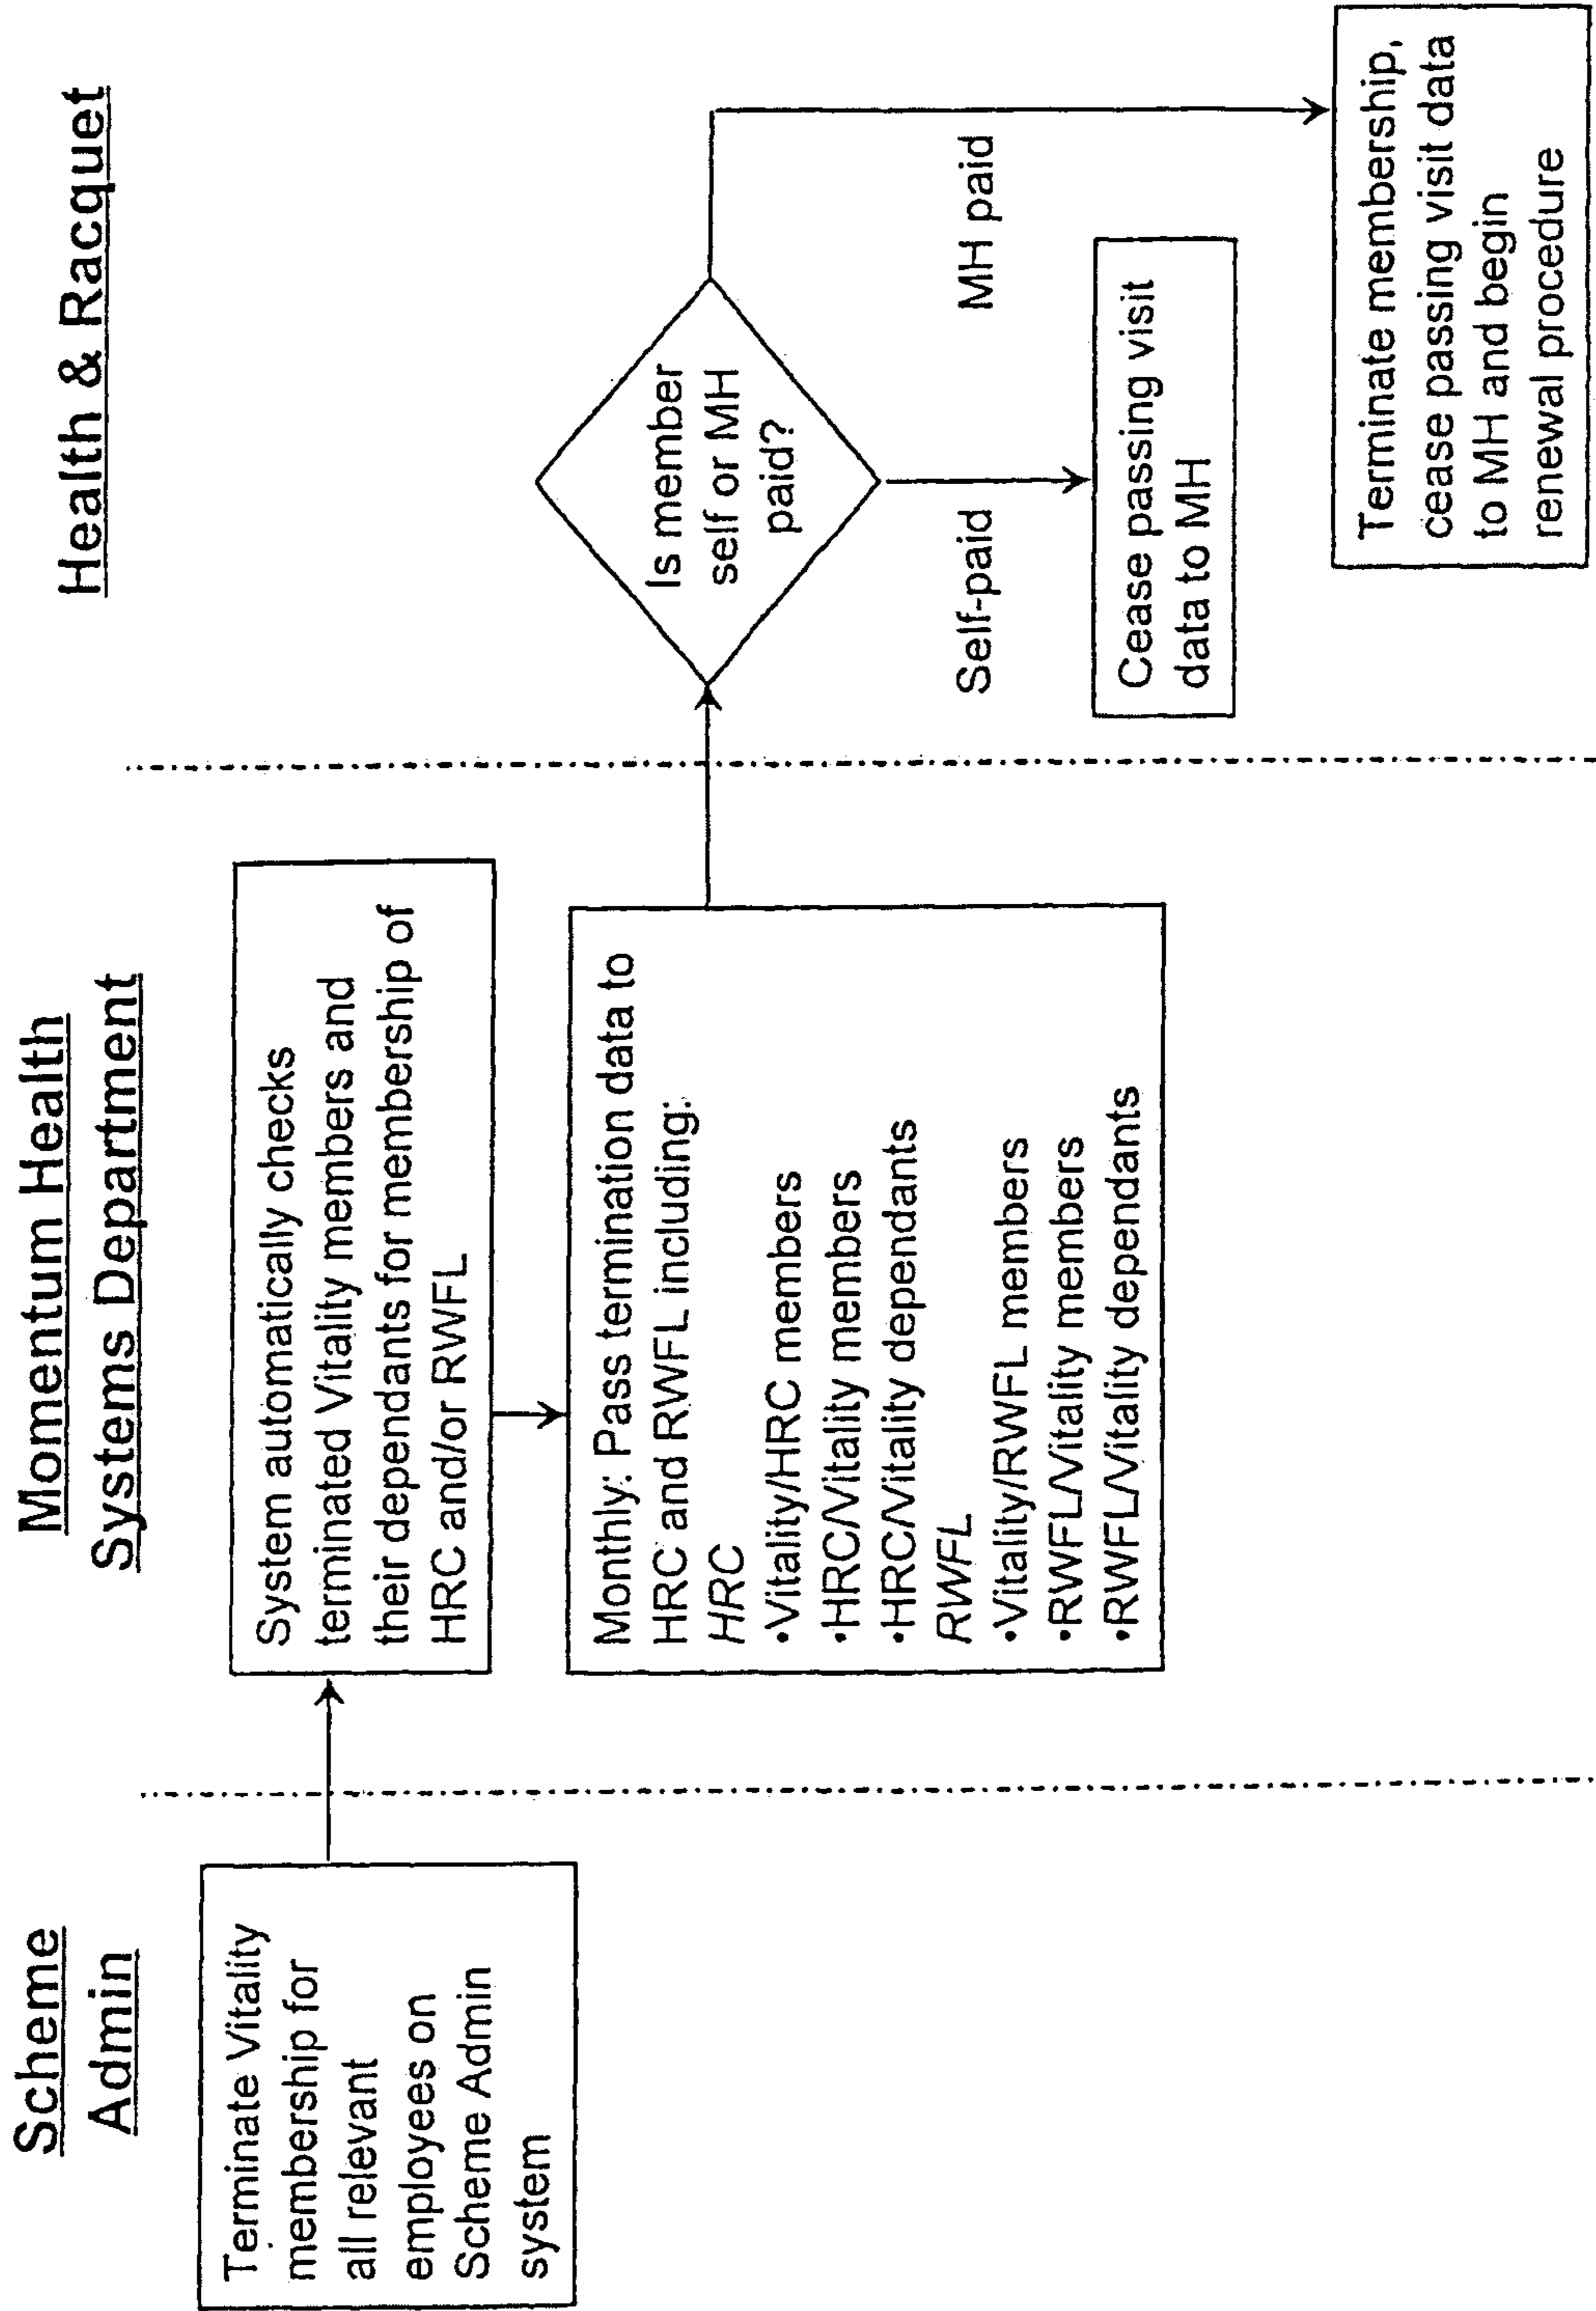 Scheme
Admin
Terminate Vitality
membership for
all relevant
employees on
Scheme Admin
system
Momentum Health
Systems Department
System automatically checks
terminated Vitality members and
their dependants for membership of
HRC and/or RWFL
Monthly: Pass termination data to
HRC and RWFL including:
HRC
•Vitality/HRC members
•HRC/Vitality members
•HRC/Vitality dependants
RWFL
•Vitality/RWFL members
•RWFL/Vitality members
•RWFL/Vitality dependants
Health & Racquet
Is member
self or MH
paid?
Self-paid
MH paid
Cease passing visit
data to MH
Terminate membership,
cease passing visit data
to MH and begin
renewal procedure